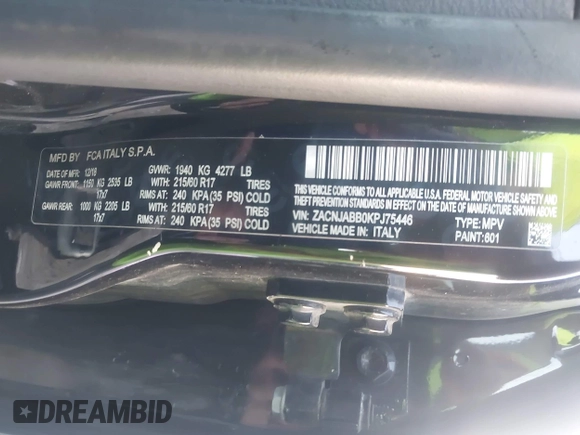 MFD BY FCA ITALY S.P.A.
DATE OF MFR: 12/18 GVWR: 1940 KG 4277 LB
GAWR FRONT: 1150 KG 2535 LB WITH: 215/60 R17 TIRES
17x7 RIMS AT: 240 KPA (35 PSI) COLD
GAWR REAR: 1000 KG 2205 LB WITH: 215/60 R17 TIRES
17x7 RIMS AT: 240 KPA (35 PSI) COLD
THIS VEHICLE CONFORMS TO ALL APPLICABLE U.S.A. FEDERAL MOTOR VEHICLE
SAFETY, BUMPER, AND THEFT PREVENTION STANDARDS IN
EFFECT ON THE DATE OF MANUFACTURE SHOWN ABOVE.
VIN: ZACNJABB0KPJ75446 TYPE: MPV
VEHICLE MADE IN: ITALY PAINT: 601
DREAMBID